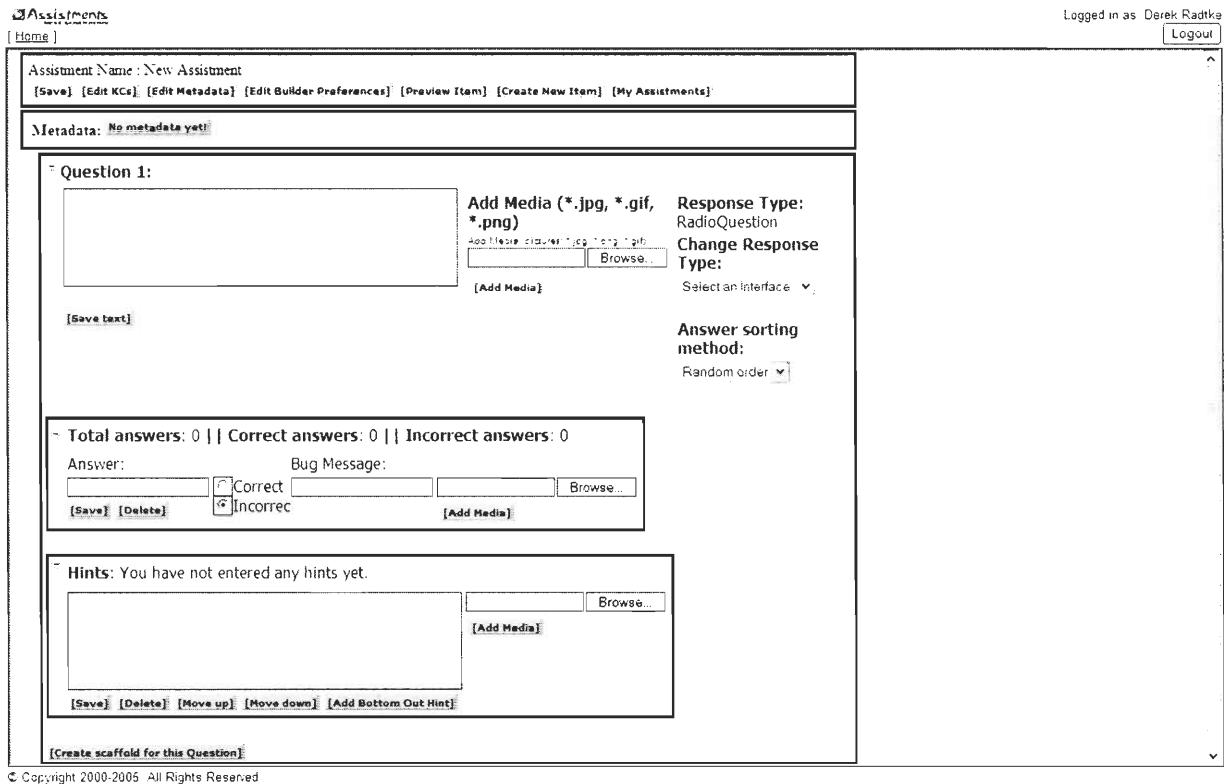 Assistments
Logged in as Derek Radtke
[ Home ]
Logout
Assistment Name : New Assistment
[Save] [Edit KCs] [Edit Metadata] [Edit Builder Preferences] [Preview Item] [Create New Item] [My Assistments]
Metadata: No metadata yet!
Question 1:
Add Media (*.jpg, *.gif,
*.png)
Browse...
[Add Media]
Response Type:
RadioQuestion
Change Response
Type:
Select an Interface
[Save text]
Answer sorting
method:
Random order
Total answers: 0 || Correct answers: 0 || Incorrect answers: 0
Answer:
Bug Message:
Correct
Incorrec
Browse...
[Save] [Delete]
[Add Media]
Hints: You have not entered any hints yet.
Browse...
[Add Media]
[Save] [Delete] [Move up] [Move down] [Add Bottom Out Hint]
[Create scaffold for this Question]
© Copyright 2000-2005 All Rights Reserved